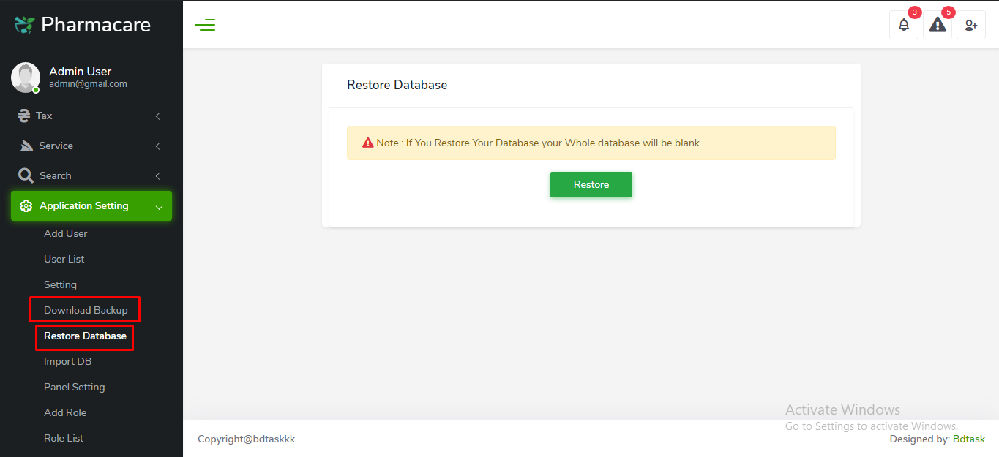 Pharmacare
3
5
Admin User
admin@gmail.com
Tax
Service
Search
Application Setting
Add User
User List
Setting
Download Backup
Restore Database
Import DB
Panel Setting
Add Role
Role List
Restore Database
Note : If You Restore Your Database your Whole database will be blank.
Restore
Activate Windows
Go to Settings to activate Windows.
Copyright@bdtaskkk
Designed by: Bdtask